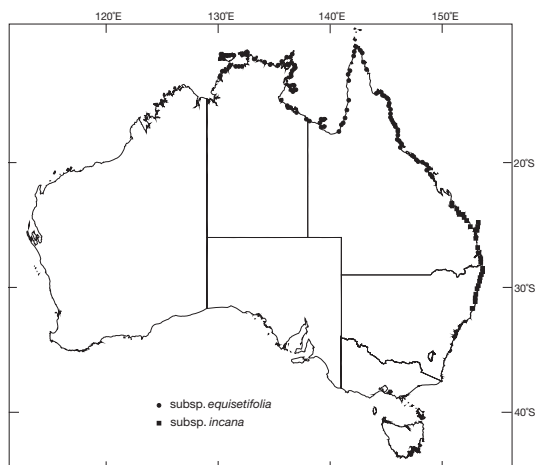 120°E 130°E 140°E 150°E
20°S
30°S
40°S
subsp. equisetifolia
subsp. incana